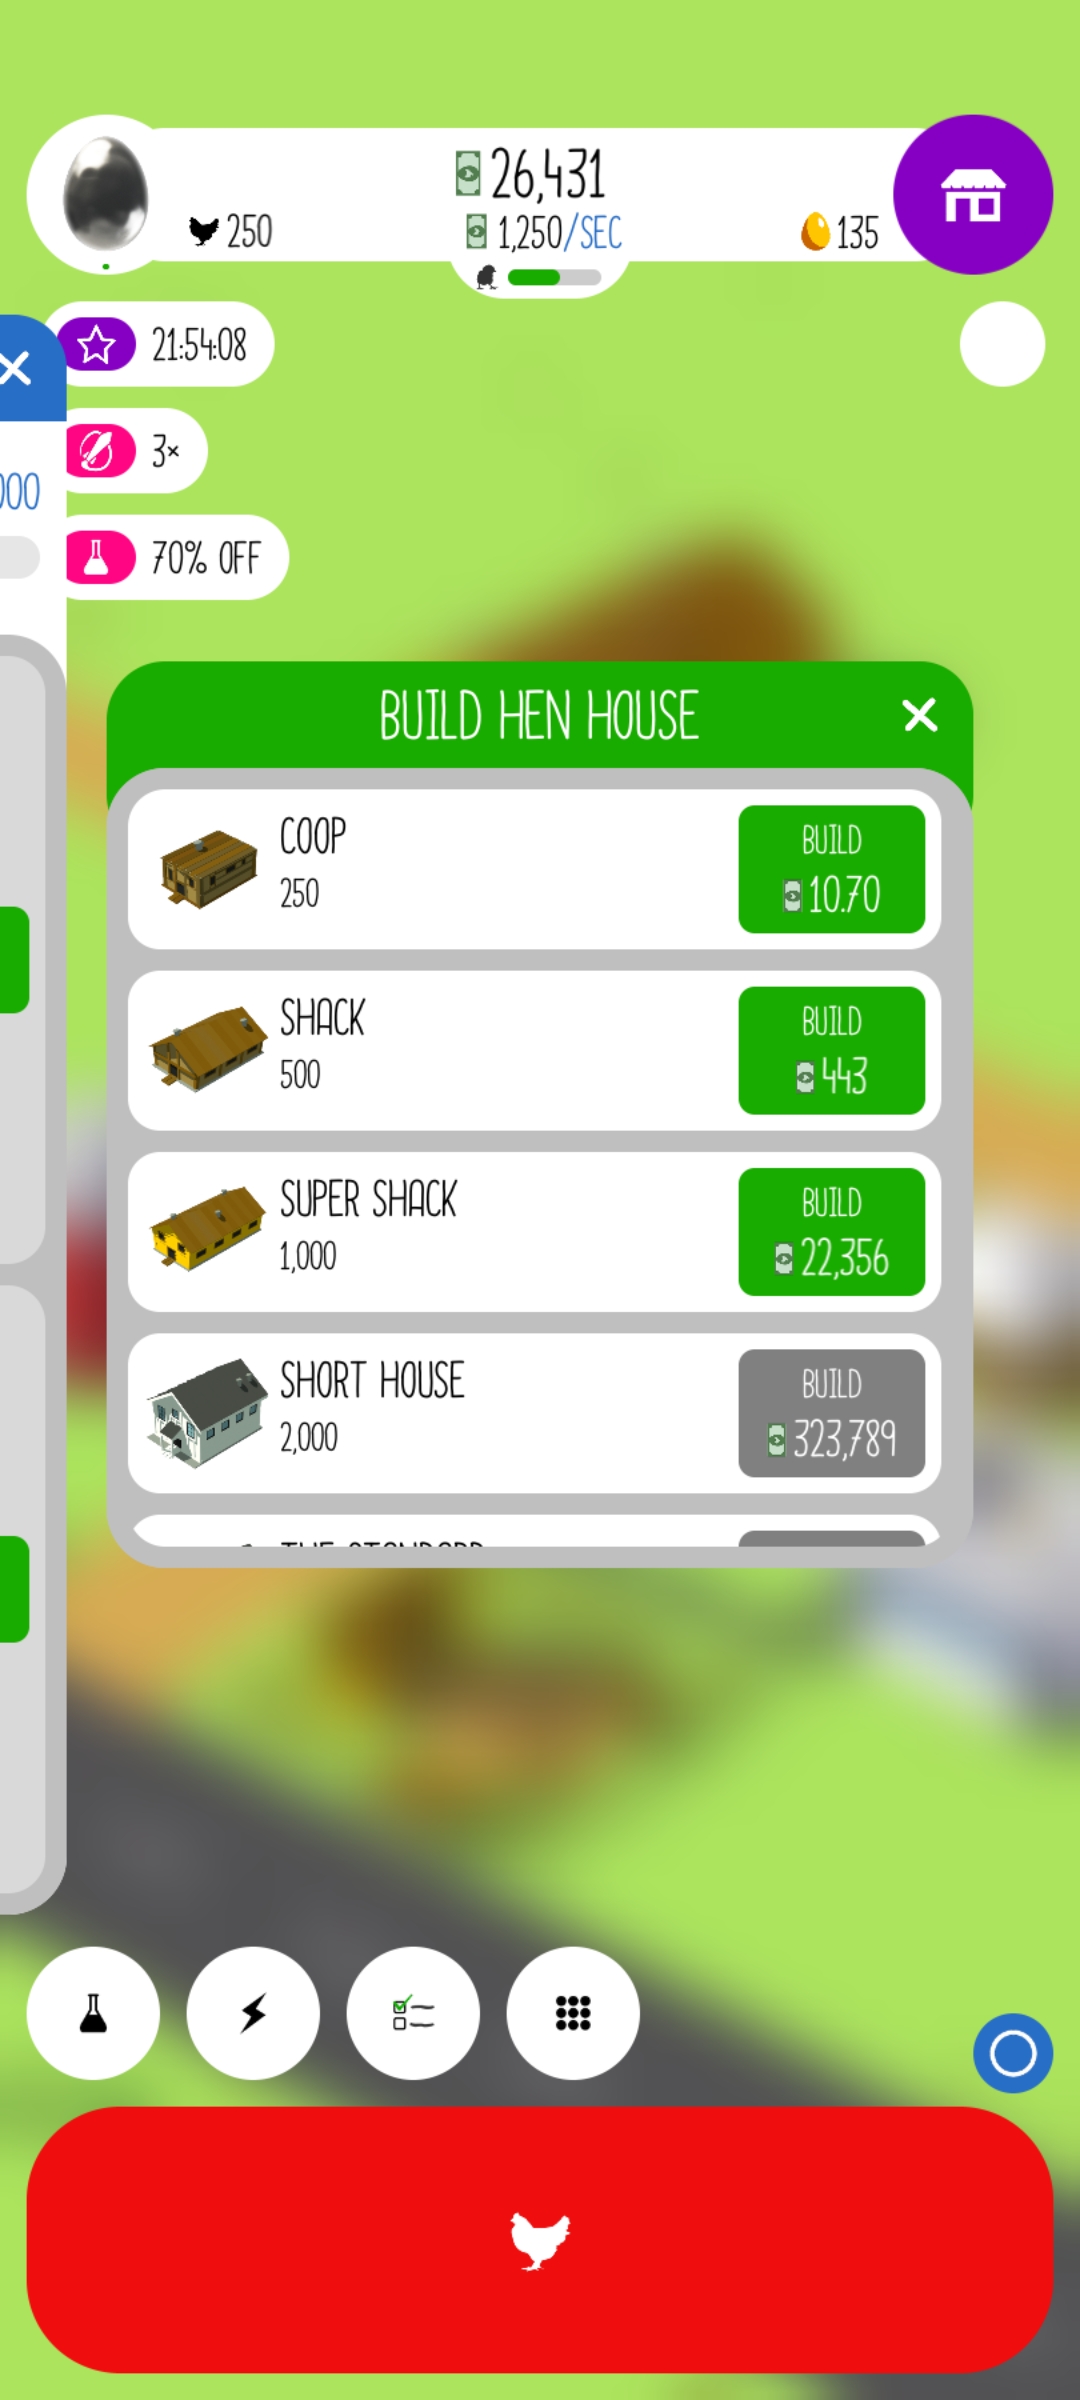 26,431
250
1,250/SEC
135
21:54:08
000
3×
70% OFF
BUILD HEN HOUSE
COOP
250
BUILD
10.70
SHACK
500
BUILD
443
SUPER SHACK
1,000
BUILD
22,356
SHORT HOUSE
2,000
BUILD
323,789
THE STANDARD